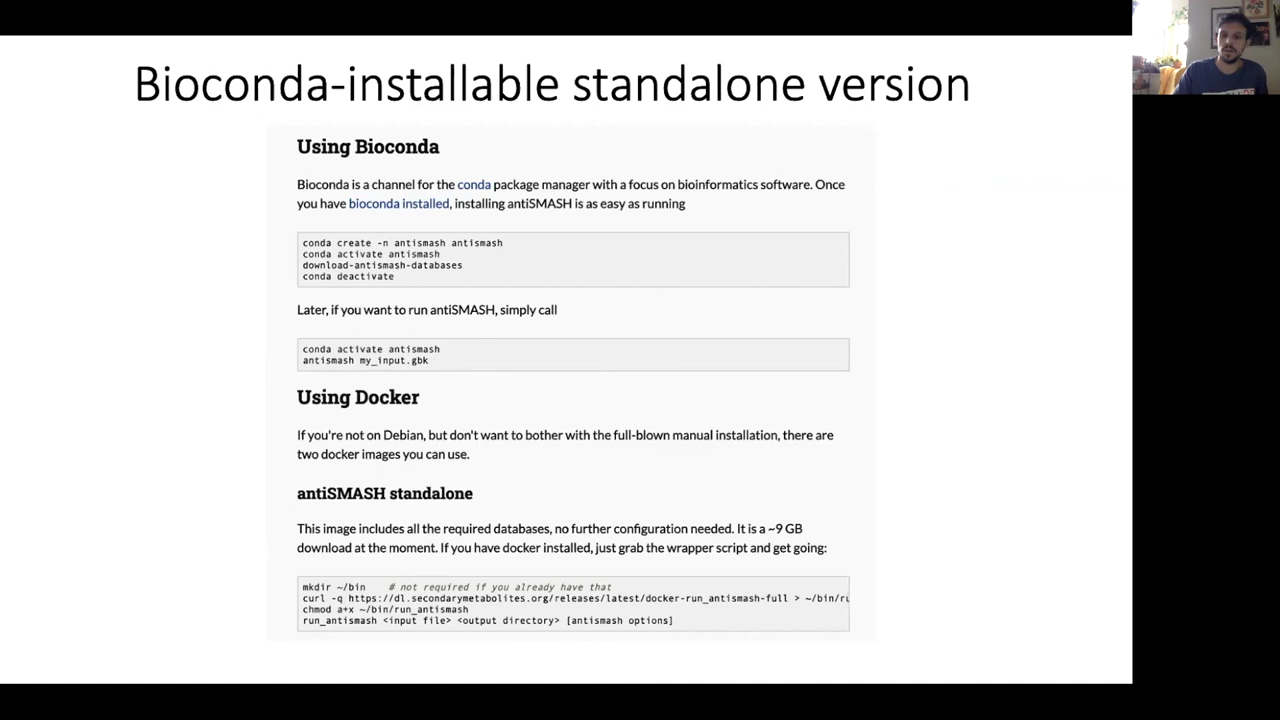 Bioconda-installable standalone version
Using Bioconda
Bioconda is a channel for the conda package manager with a focus on bioinformatics software. Once
you have bioconda installed, installing antiSMASH is as easy as running
conda create -n antismash antismash
conda activate antismash
download-antismash-databases
conda deactivate
Later, if you want to run antiSMASH, simply call
conda activate antismash
antismash my_input.gbk
Using Docker
If you're not on Debian, but don't want to bother with the full-blown manual installation, there are
two docker images you can use.
antiSMASH standalone
This image includes all the required databases, no further configuration needed. It is a ~9 GB
download at the moment. If you have docker installed, just grab the wrapper script and get going:
mkdir ~/bin # not required if you already have that
curl -q https://dl.secondarymetabolites.org/releases/latest/docker-run_antismash-full > ~/bin/ru
chmod a+x ~/bin/run_antismash
run_antismash <input file> <output directory> [antismash options]